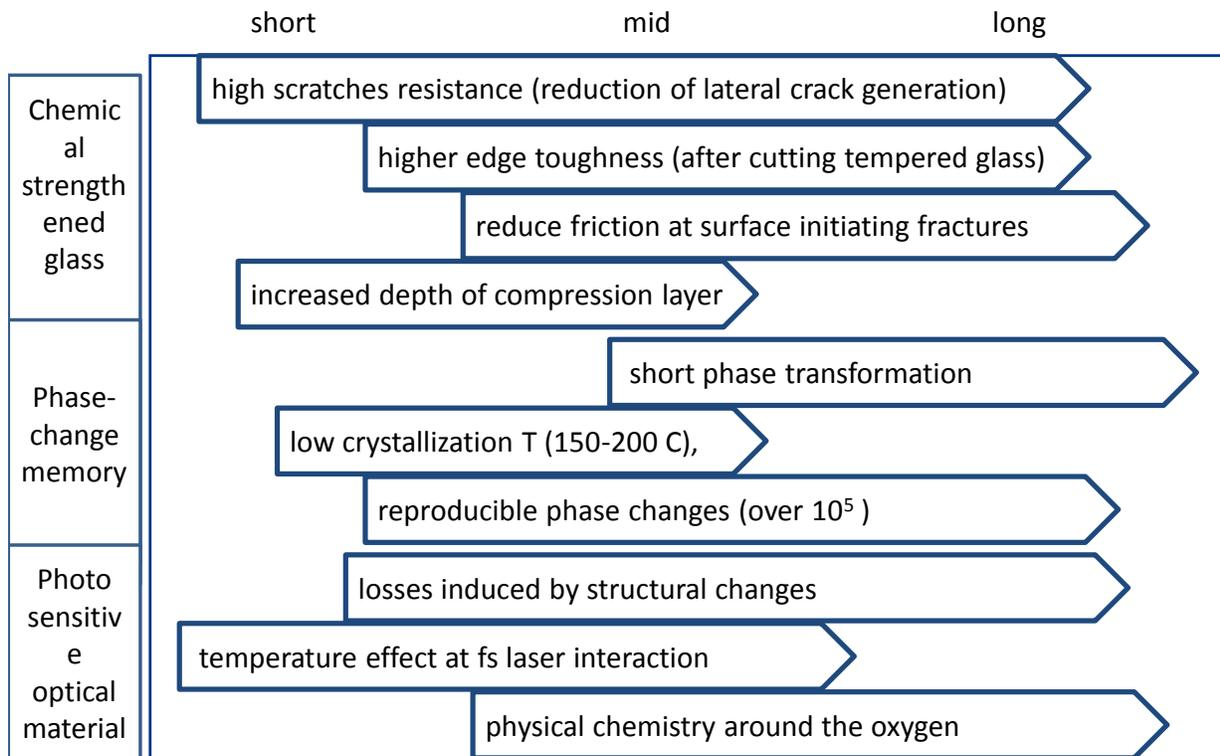 short mid long
Chemic
al
strength
ened
glass
high scratches resistance (reduction of lateral crack generation)
higher edge toughness (after cutting tempered glass)
reduce friction at surface initiating fractures
increased depth of compression layer
Phase-
change
memory
short phase transformation
low crystallization T (150-200 C),
reproducible phase changes (over 10⁵ )
Photo
sensitiv
e
optical
material
losses induced by structural changes
temperature effect at fs laser interaction
physical chemistry around the oxygen